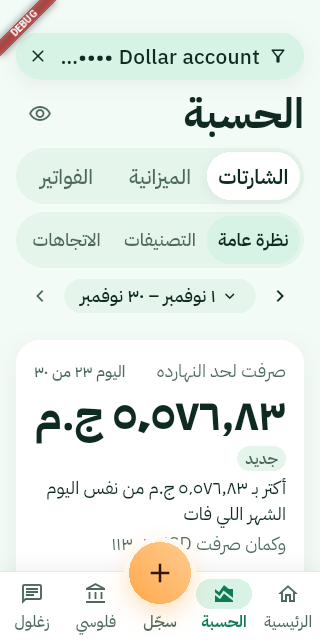 DEBUG
Dollar account ••••...
الحسبة
الشارتات
الميزانية
الفواتير
نظرة عامة
التصنيفات
الاتجاهات
١ نوفمبر – ٣٠ نوفمبر
صرفت لحد النهارده
اليوم ٢٣ من ٣٠
٥,٥٧٦,٨٣ ج.م
جديد
أكتر بـ ٥,٥٧٦,٨٣ ج.م من نفس اليوم
الشهر اللي فات
وكمان صرفت
١١٣
الرئيسية
الحسبة
سجّل
فلوسي
زغلول